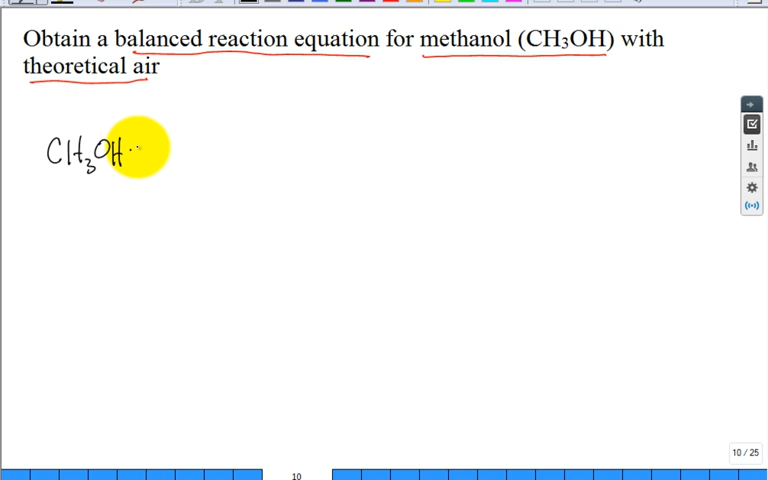 Obtain a balanced reaction equation for methanol (CH₃OH) with
theoretical air
CH₃OH
10 / 25
10